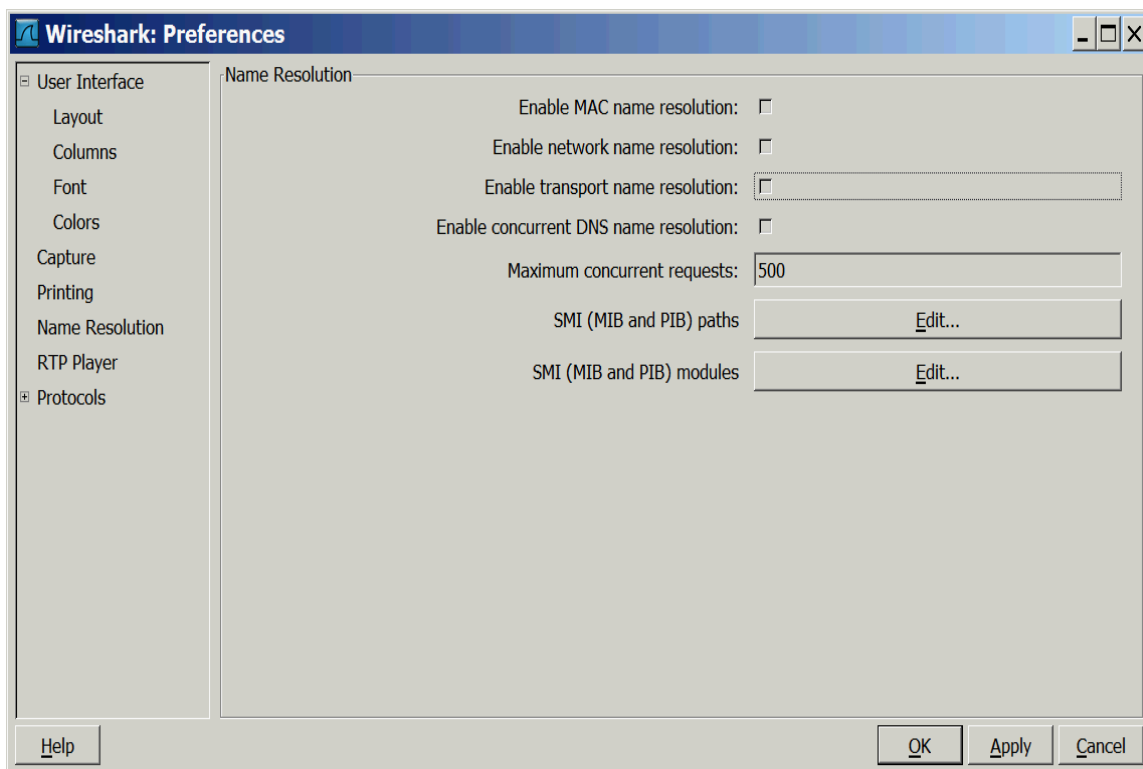 Wireshark: Preferences
User Interface
Layout
Columns
Font
Colors
Capture
Printing
Name Resolution
RTP Player
Protocols
Name Resolution
Enable MAC name resolution:
Enable network name resolution:
Enable transport name resolution:
Enable concurrent DNS name resolution:
Maximum concurrent requests: 500
SMI (MIB and PIB) paths Edit...
SMI (MIB and PIB) modules Edit...
Help OK Apply Cancel